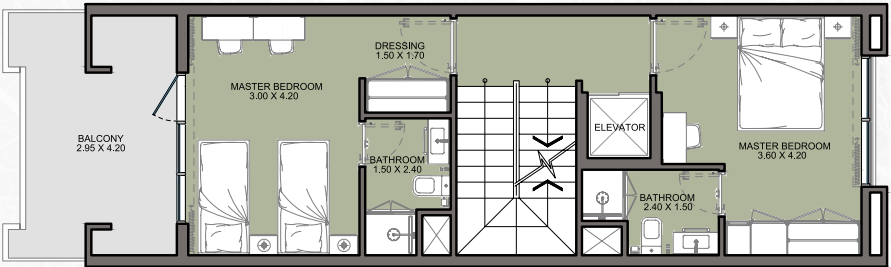 DRESSING
1.50 X 1.70
MASTER BEDROOM
3.00 X 4.20
BALCONY
2.95 X 4.20
BATHROOM
1.50 X 2.40
ELEVATOR
MASTER BEDROOM
3.60 X 4.20
BATHROOM
2.40 X 1.50